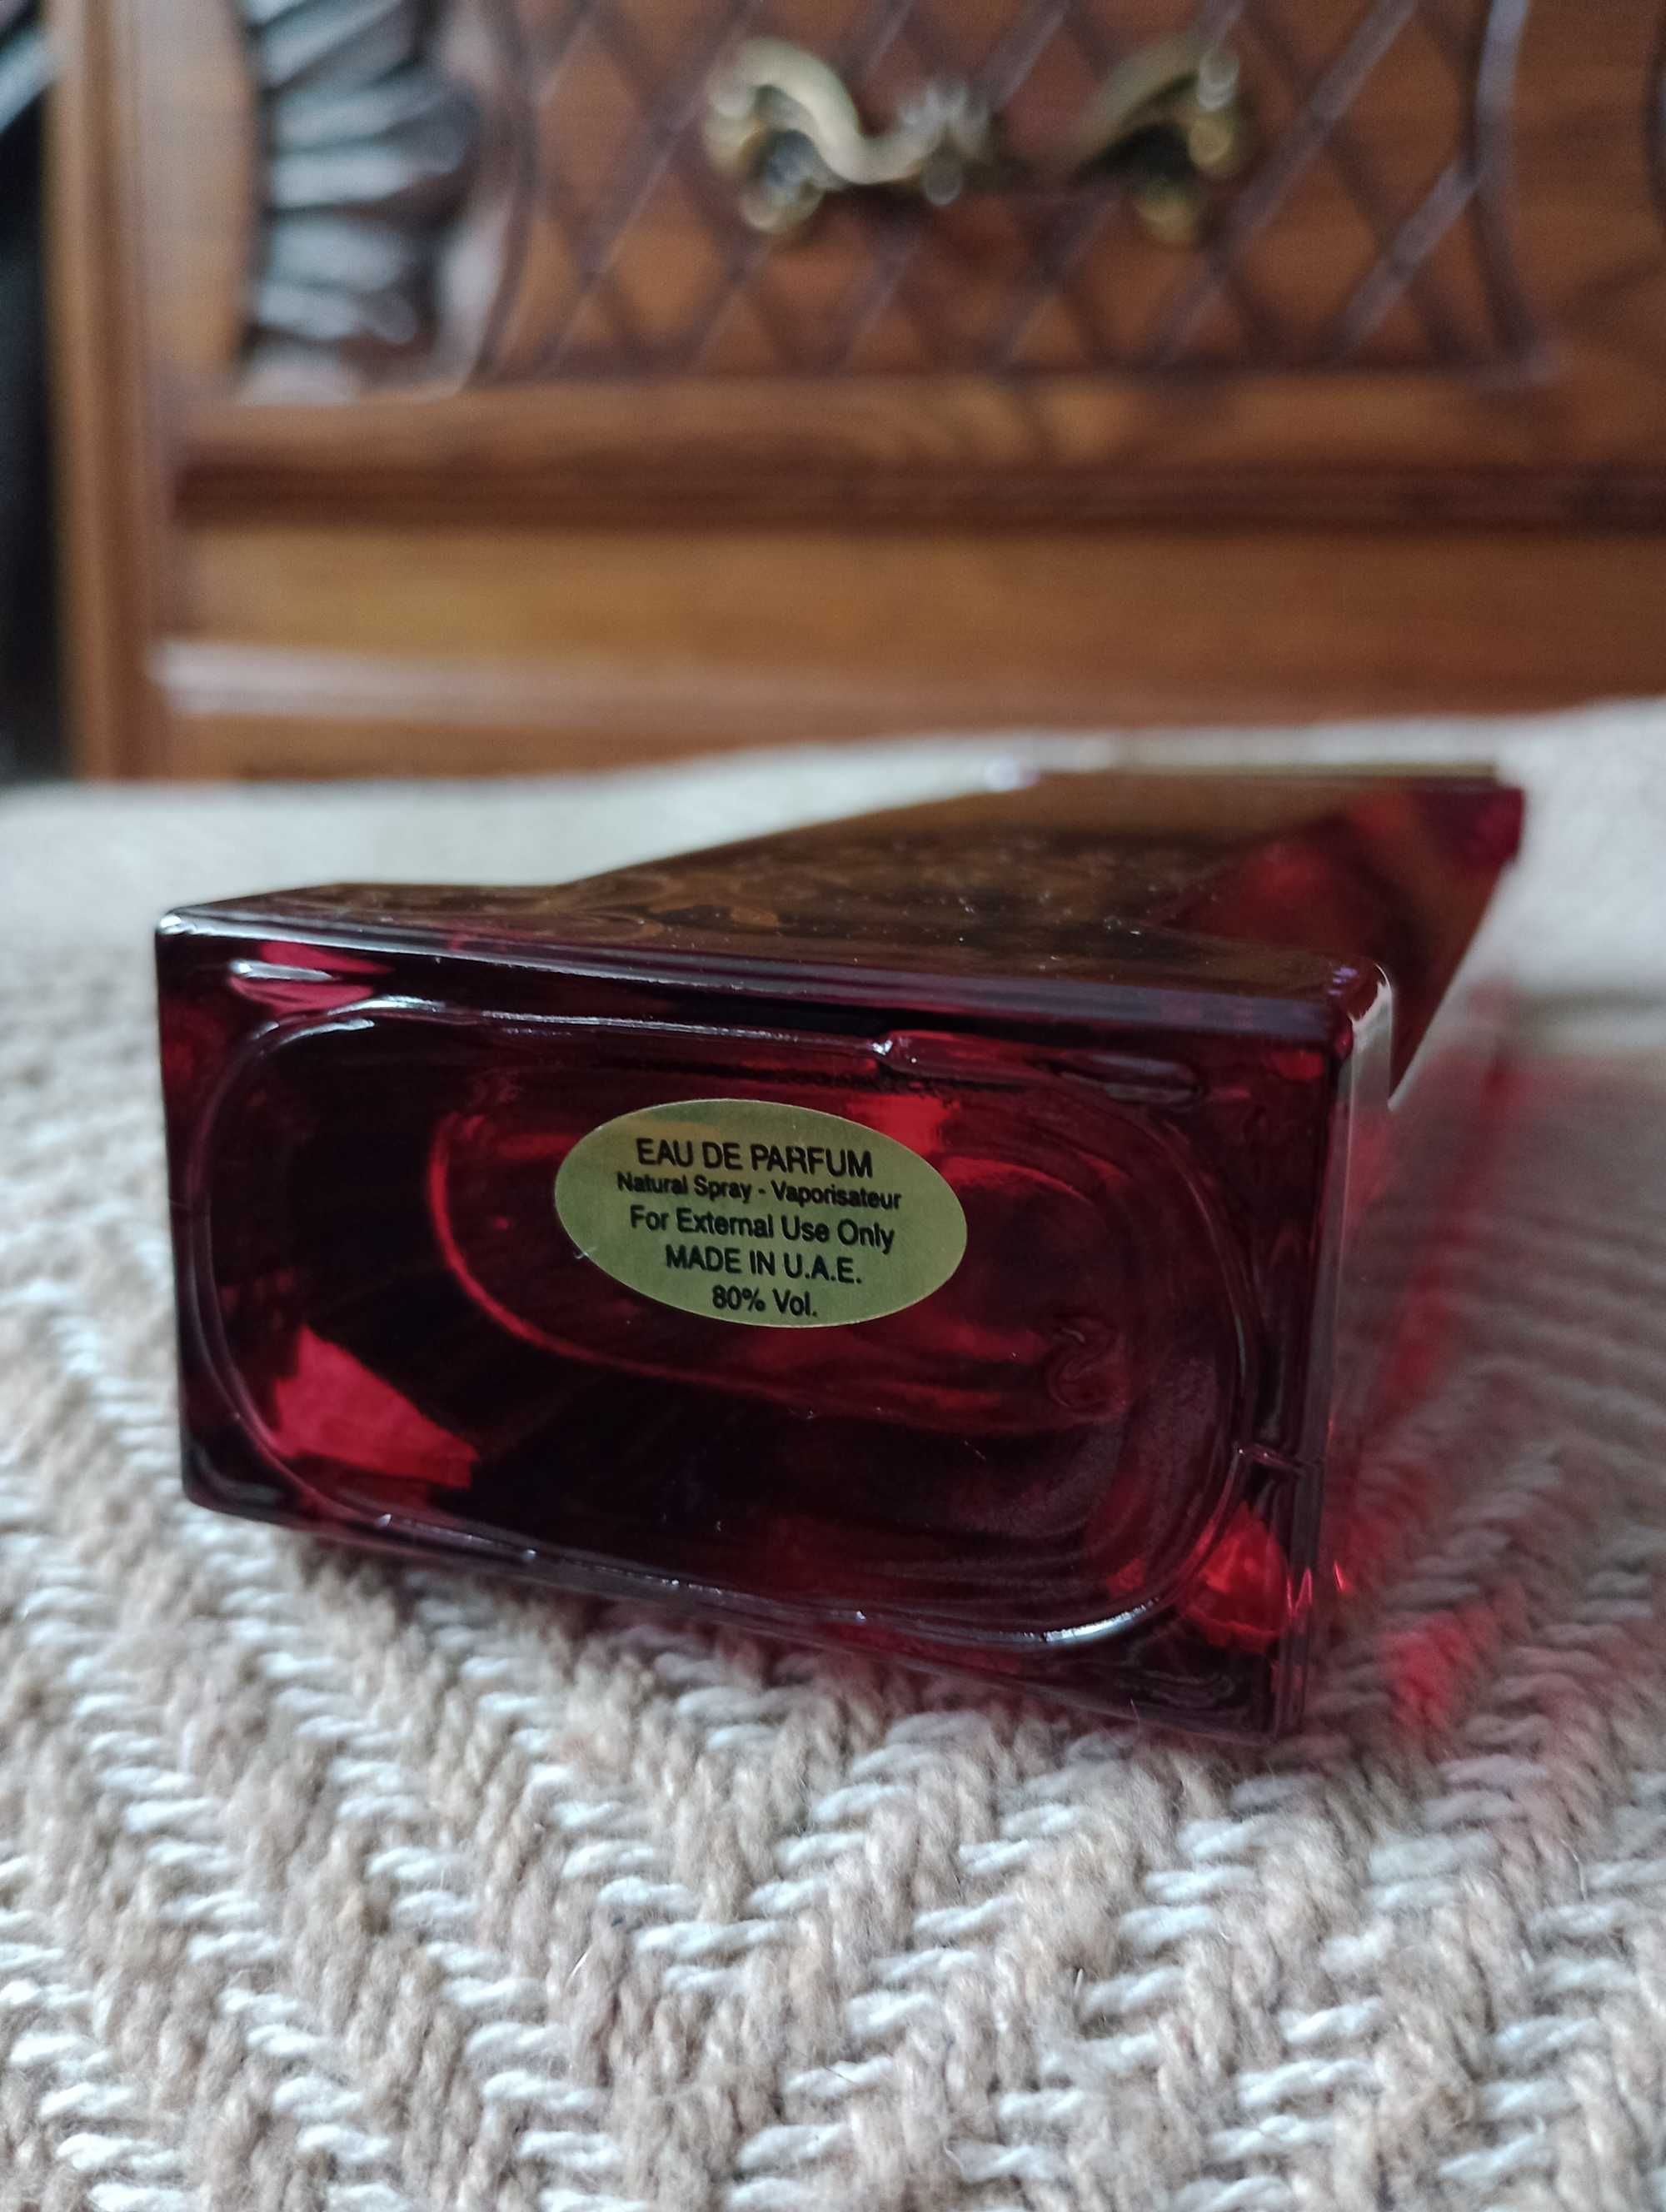 EAU DE PARFUM
Natural Spray - Vaporisateur
For External Use Only
MADE IN U.A.E.
80% Vol.